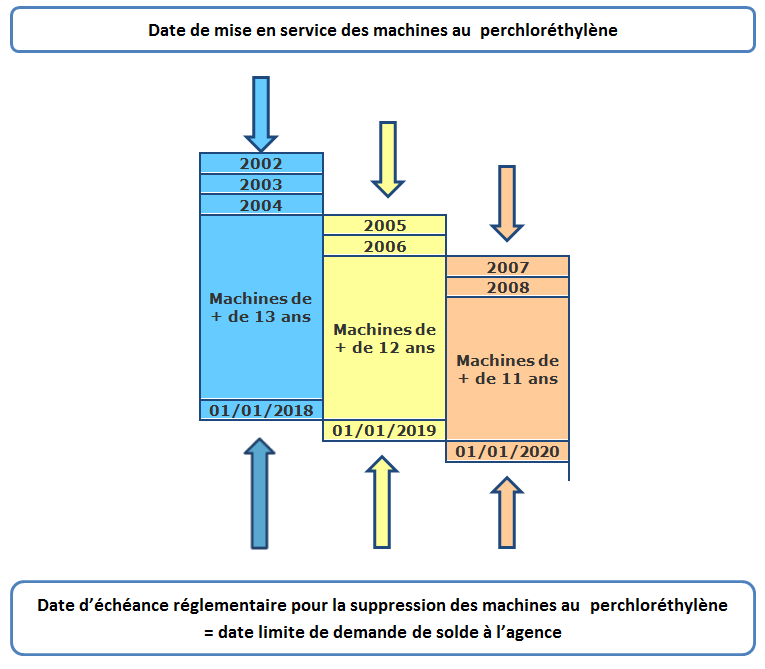 Date de mise en service des machines au perchloréthylène
2002
2003
2004
Machines de
+ de 13 ans
01/01/2018
2005
2006
Machines de
+ de 12 ans
01/01/2019
2007
2008
Machines de
+ de 11 ans
01/01/2020
Date d'échéance réglementaire pour la suppression des machines au perchloréthylène
= date limite de demande de solde à l'agence